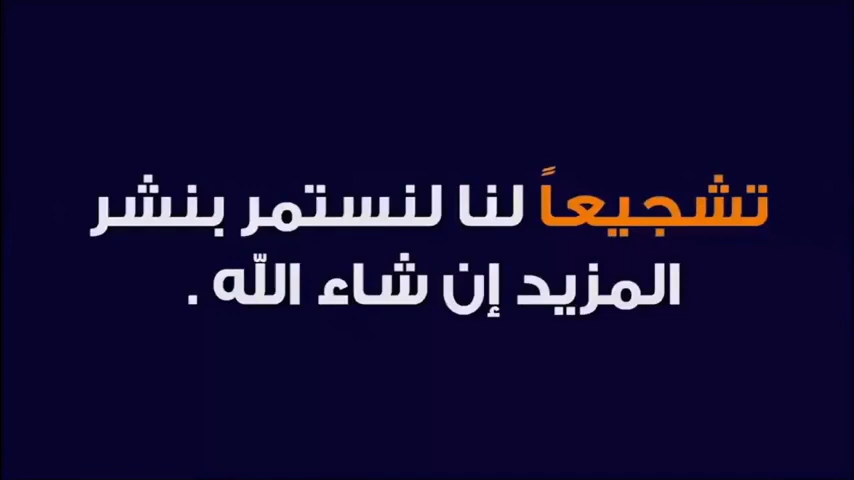 تشجيعاً لنا لنستمر بنشر
المزيد إن شاء الله .